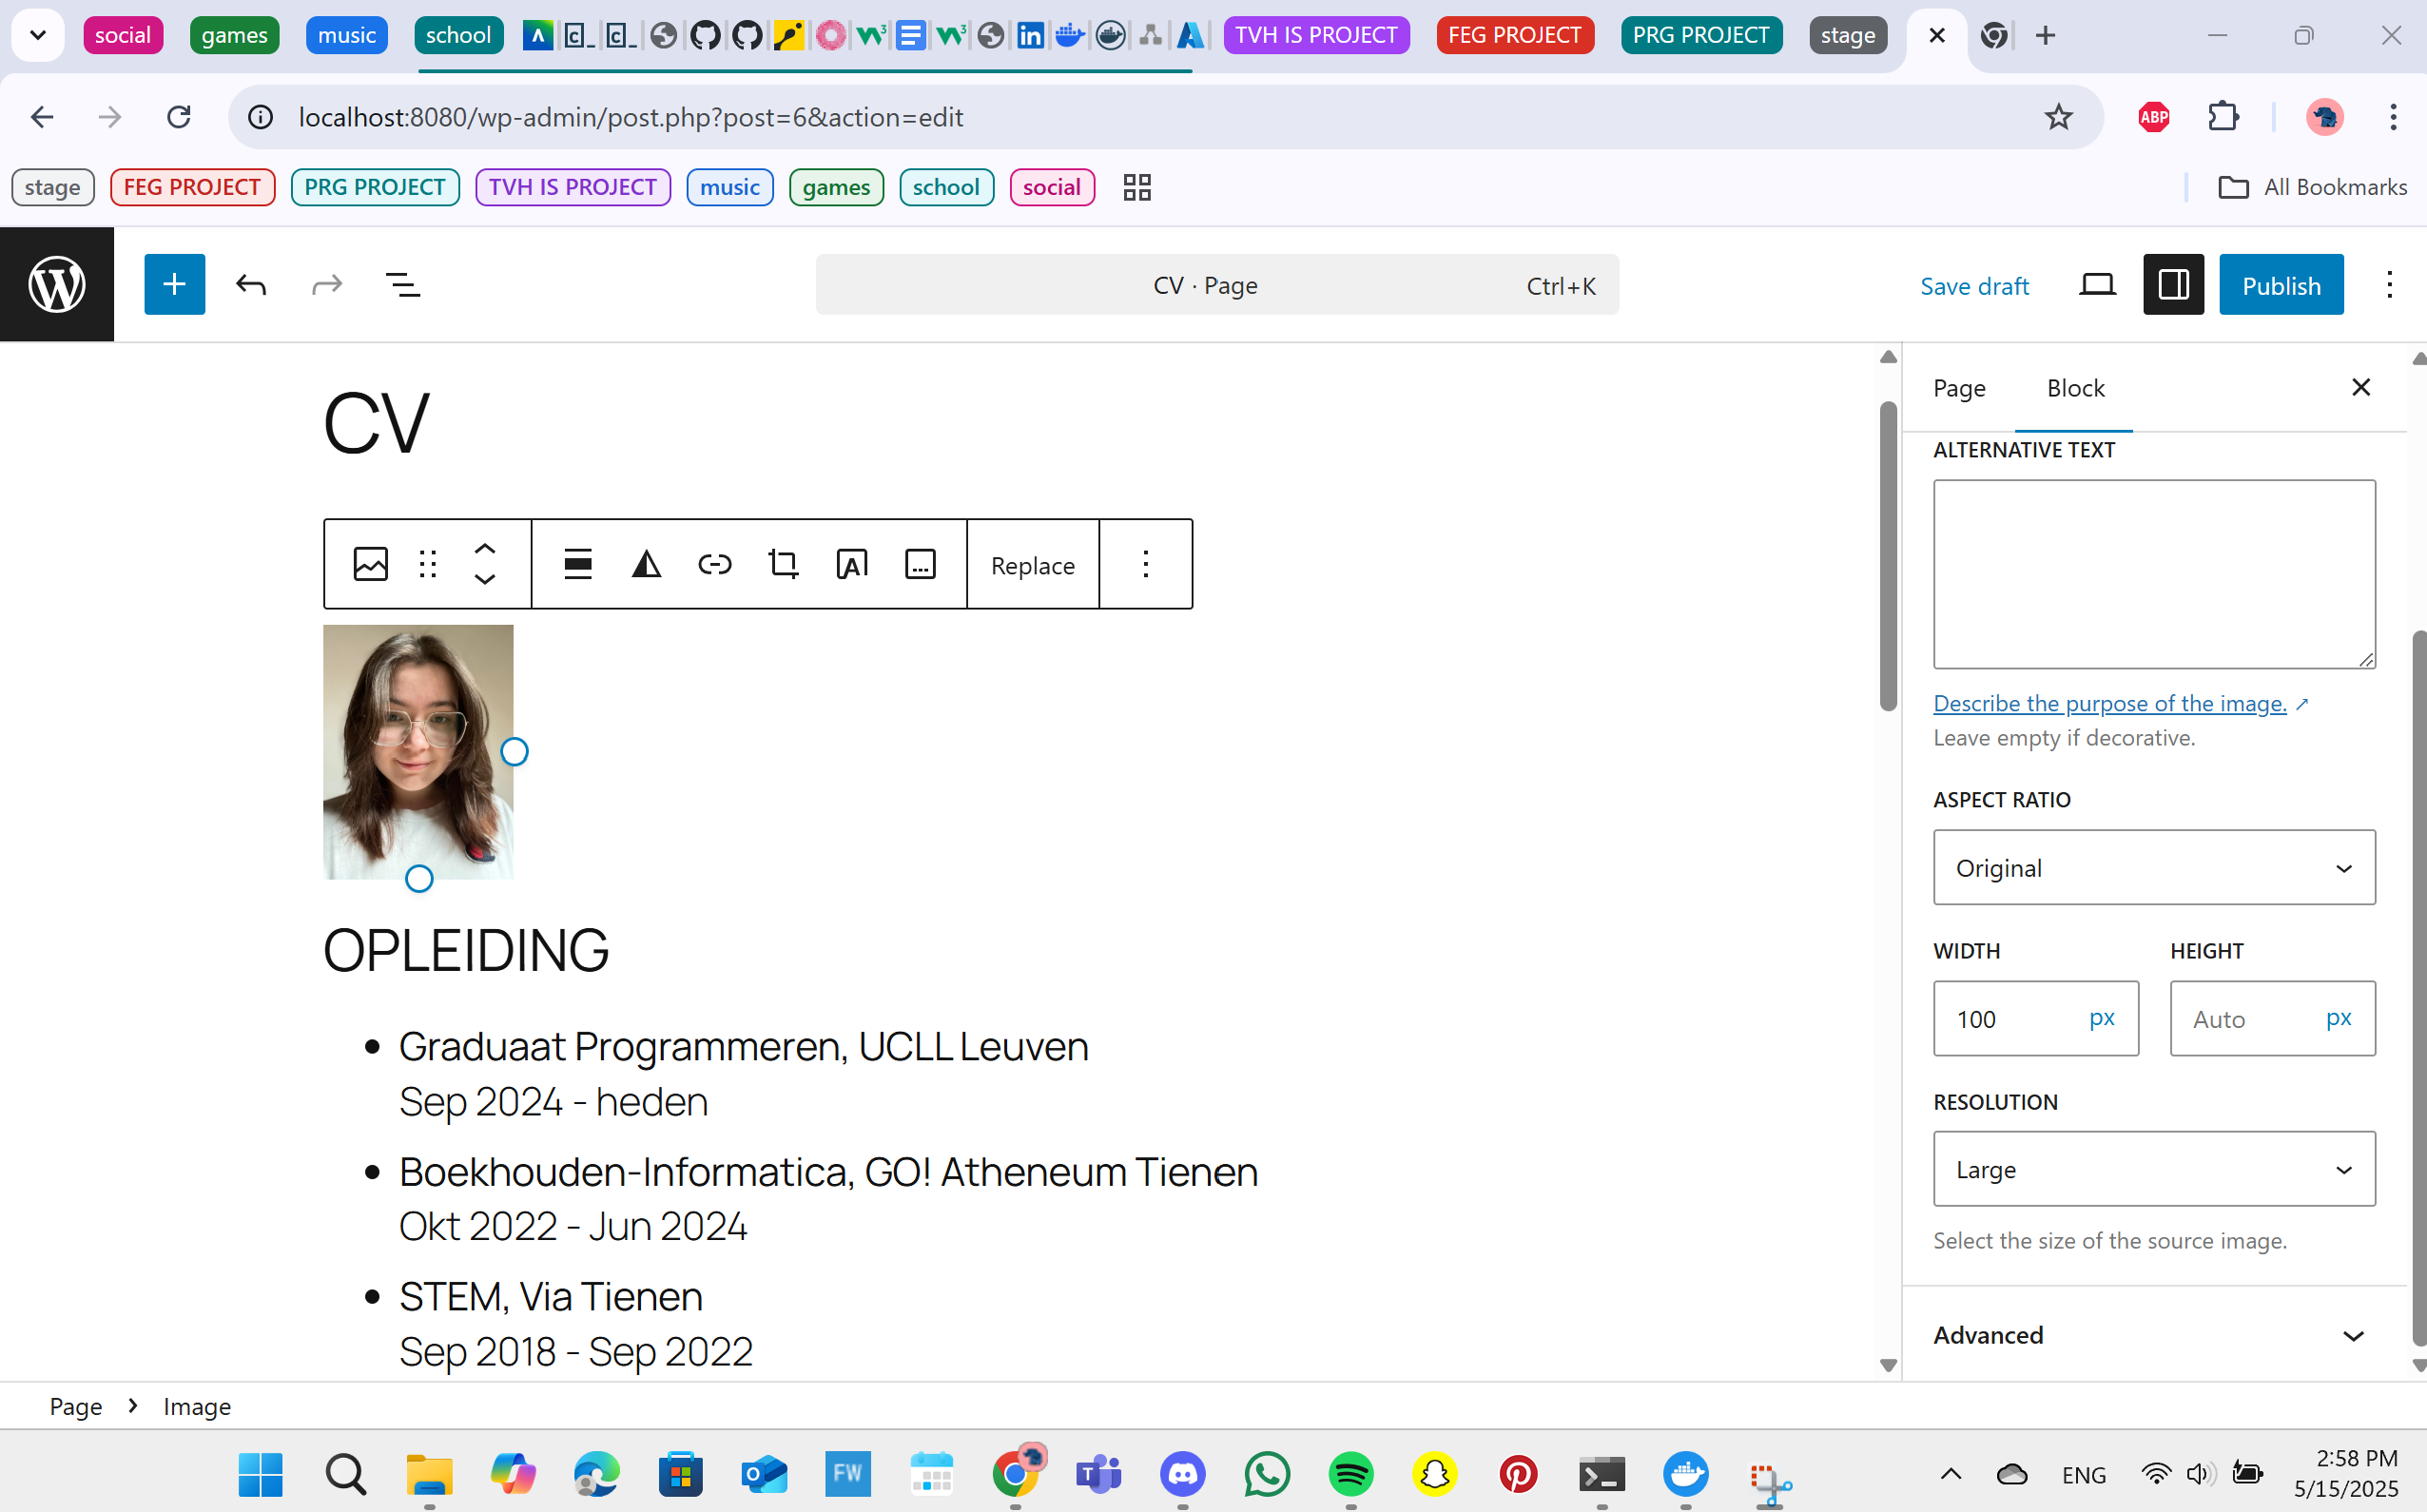 social games music school TVH IS PROJECT FEG PROJECT PRG PROJECT stage
localhost:8080/wp-admin/post.php?post=6&action=edit
ABP
stage FEG PROJECT PRG PROJECT TVH IS PROJECT music games school social All Bookmarks
CV · Page Ctrl+K Save draft Publish
Page Block
CV
ALTERNATIVE TEXT
Replace
Describe the purpose of the image. ↗
Leave empty if decorative.
ASPECT RATIO
Original
OPLEIDING
WIDTH HEIGHT
100 px Auto px
Graduaat Programmeren, UCLL Leuven
Sep 2024 - heden
RESOLUTION
Large
Boekhouden-Informatica, GO! Atheneum Tienen
Okt 2022 - Jun 2024
Select the size of the source image.
STEM, Via Tienen
Sep 2018 - Sep 2022
Advanced
Page › Image
FW
ENG
2:58 PM
5/15/2025